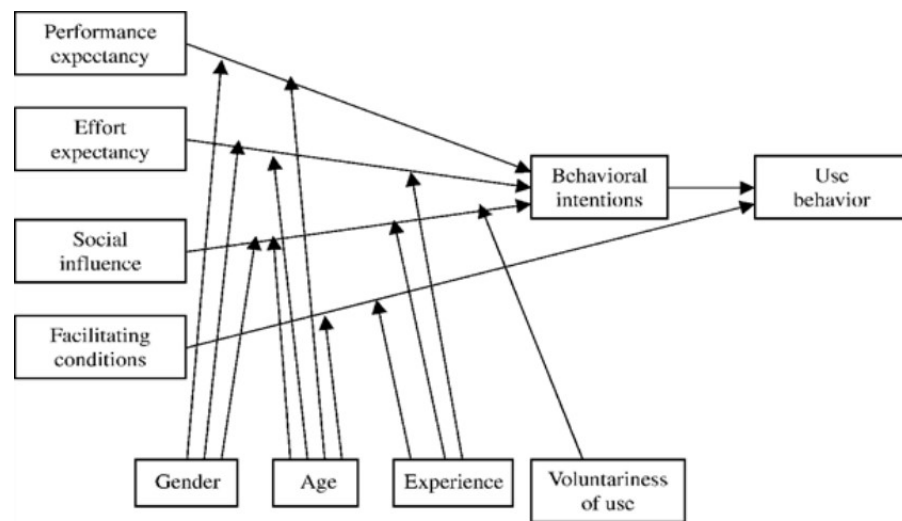 Performance
expectancy
Effort
expectancy
Social
influence
Facilitating
conditions
Behavioral
intentions
Use
behavior
Gender
Age
Experience
Voluntariness
of use